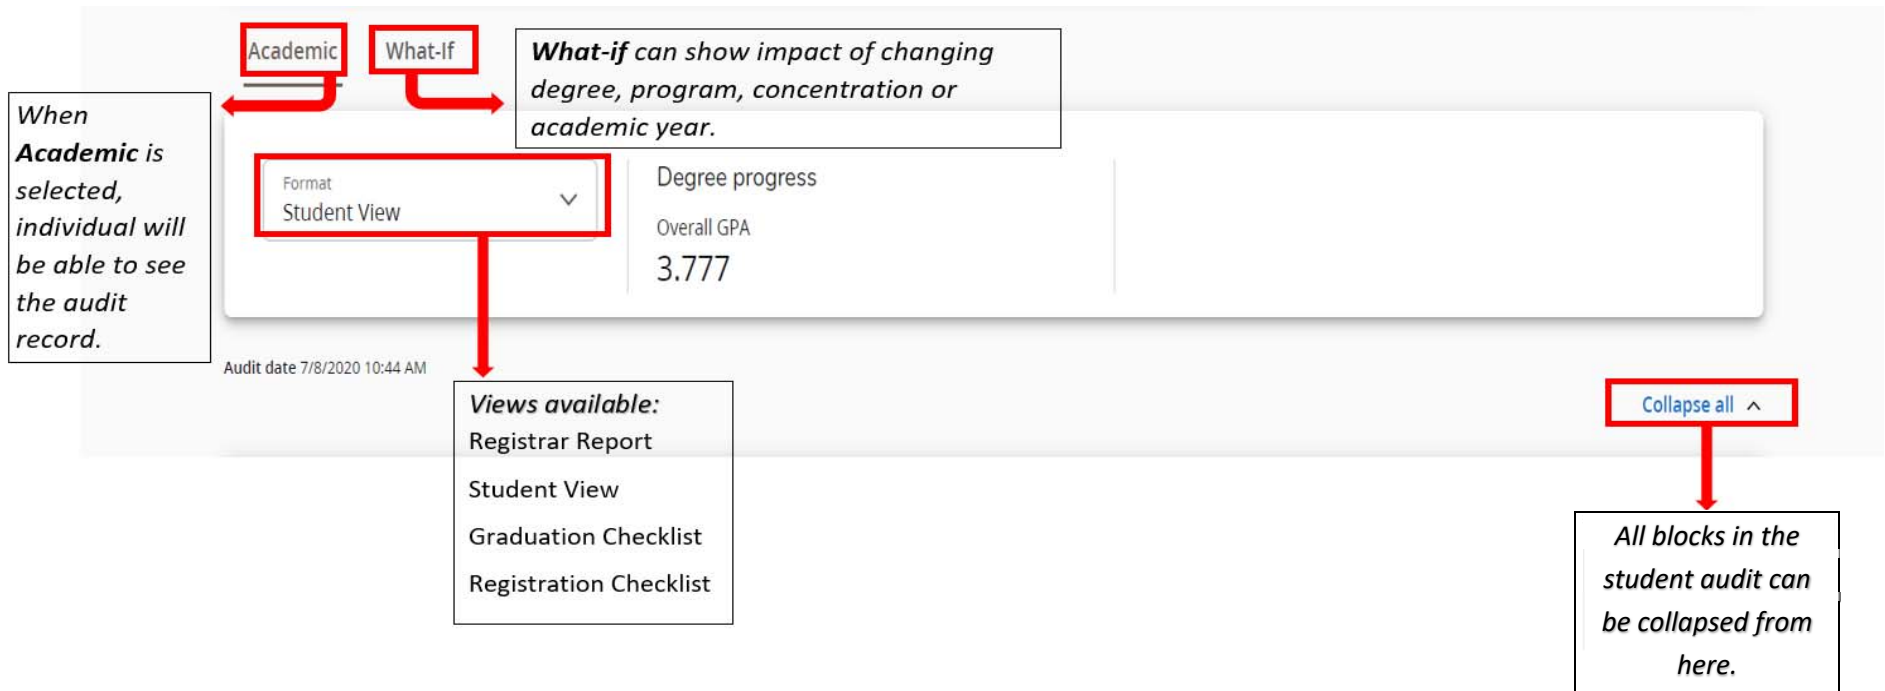 Academic
What-If
What-if can show impact of changing
degree, program, concentration or
academic year.
When
Academic is
selected,
individual will
be able to see
the audit
record.
Format
Student View
Degree progress
Overall GPA
3.777
Audit date 7/8/2020 10:44 AM
Collapse all
Views available:
Registrar Report
Student View
Graduation Checklist
Registration Checklist
All blocks in the
student audit can
be collapsed from
here.